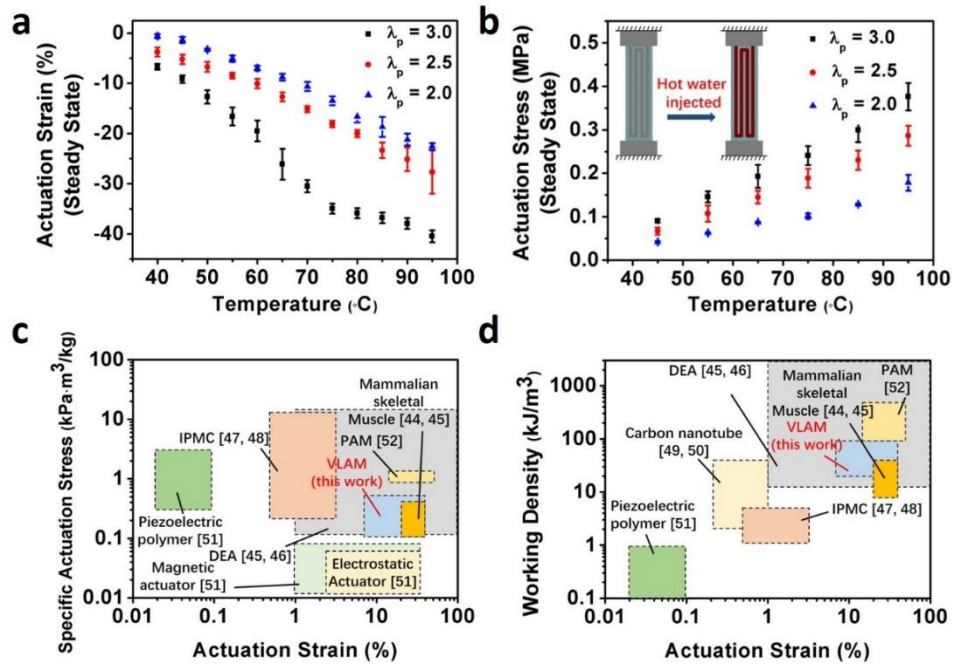 a
Actuation Strain (%)
(Steady State)
0
-10
-20
-30
-40
λp = 3.0
λp = 2.5
λp = 2.0
40 50 60 70 80 90 100
Temperature (◦C)
b
Actuation Stress (MPa)
(Steady State)
0.5
0.4
0.3
0.2
0.1
0.0
Hot water
injected
λp = 3.0
λp = 2.5
λp = 2.0
40 50 60 70 80 90 100
Temperature (◦C)
c
Specific Actuation Stress (kPa·m³/kg)
100
10
1
0.1
0.01
Mammalian
skeletal
Muscle [44, 45]
IPMC [47, 48]
PAM [52]
VLAM
(this work)
Piezoelectric
polymer [51]
DEA [45, 46]
Magnetic
actuator [51]
Electrostatic
Actuator [51]
0.01 0.1 1 10 100
Actuation Strain (%)
d
Working Density (kJ/m³)
1000
100
10
1
0.1
DEA [45, 46]
PAM
[52]
Mammalian
skeletal
Muscle [44, 45]
VLAM
(this work)
Carbon nanotube
[49, 50]
Piezoelectric
polymer [51]
IPMC [47, 48]
0.01 0.1 1 10 100
Actuation Strain (%)